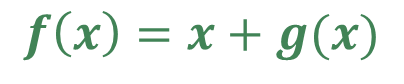 f(x) = x + g(x)